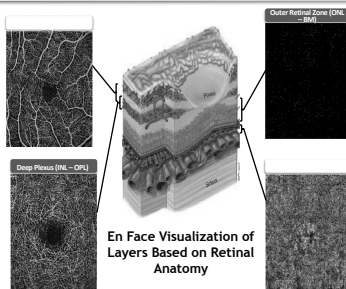 Outer Retinal Zone (ONL
– BM)
Fovea
Deep Plexus (INL – OPL)
Sclera
En Face Visualization of
Layers Based on Retinal
Anatomy